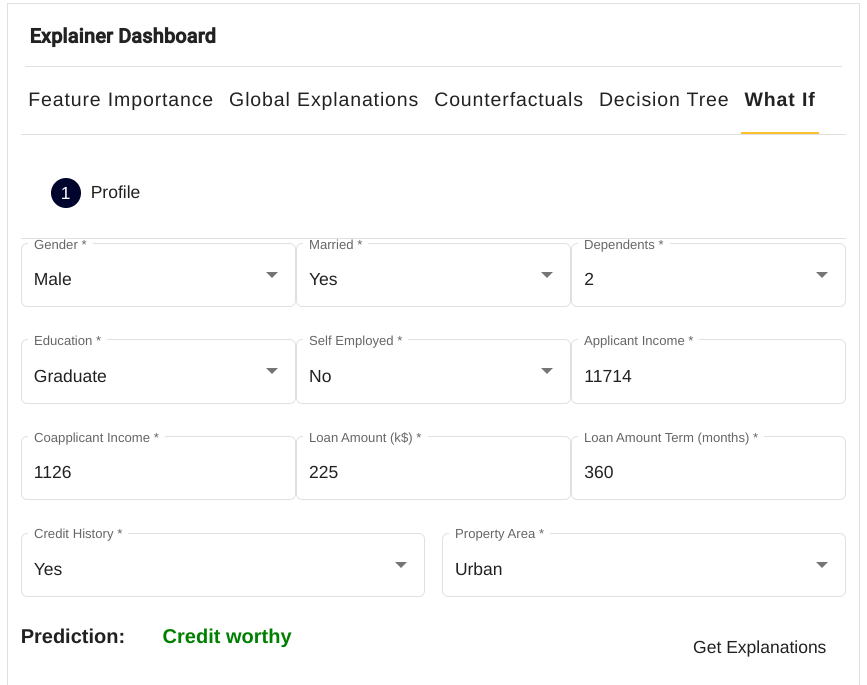 Explainer Dashboard
Feature Importance Global Explanations Counterfactuals Decision Tree What If
1 Profile
Gender * Married * Dependents *
Male Yes 2
Education * Self Employed * Applicant Income *
Graduate No 11714
Coapplicant Income * Loan Amount (k$) * Loan Amount Term (months) *
1126 225 360
Credit History * Property Area *
Yes Urban
Prediction: Credit worthy
Get Explanations